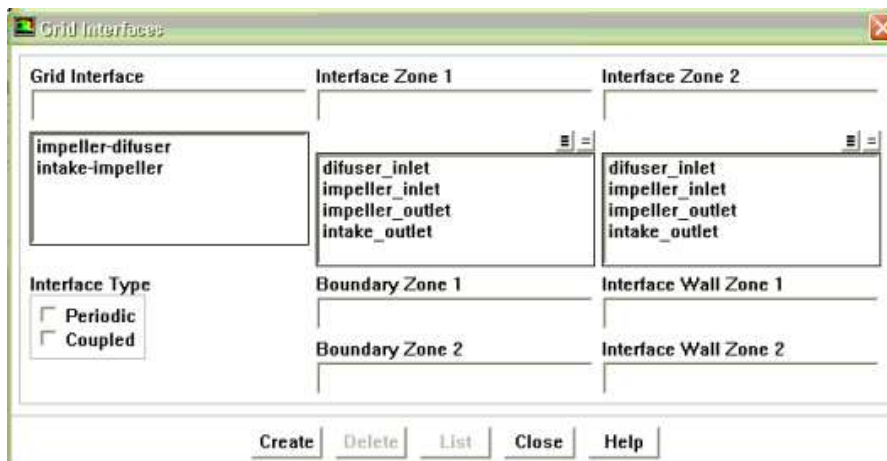 Grid Interfaces
Grid Interface
Interface Zone 1
Interface Zone 2
impeller-difuser
intake-impeller
difuser_inlet
impeller_inlet
impeller_outlet
intake_outlet
difuser_inlet
impeller_inlet
impeller_outlet
intake_outlet
Interface Type
Periodic
Coupled
Boundary Zone 1
Interface Wall Zone 1
Boundary Zone 2
Interface Wall Zone 2
Create Delete List Close Help